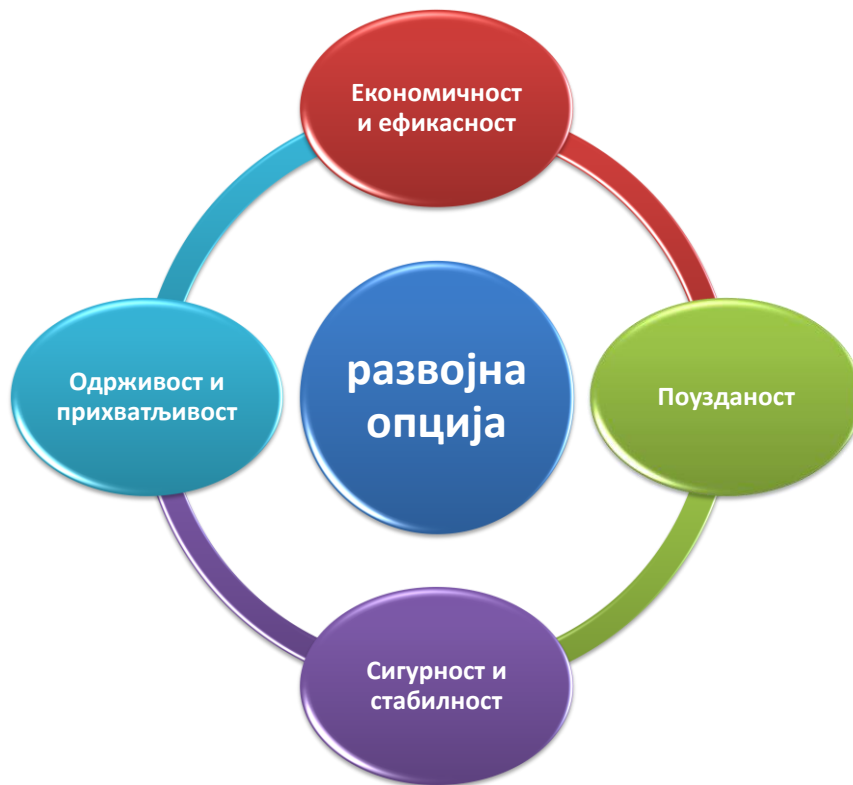 Економичност
и ефикасност
Одрживост и
прихватљивост
развојна
опција
Поузданост
Сигурност и
стабилност